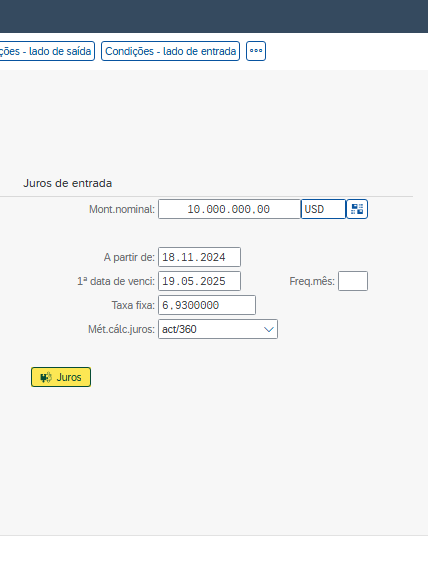 ções - lado de saída Condições - lado de entrada
Juros de entrada
Mont.nominal: 10.000.000,00 USD
A partir de: 18.11.2024
1ª data de venci: 19.05.2025 Freq.mês:
Taxa fixa: 6,9300000
Mét.cálc.juros: act/360
Juros